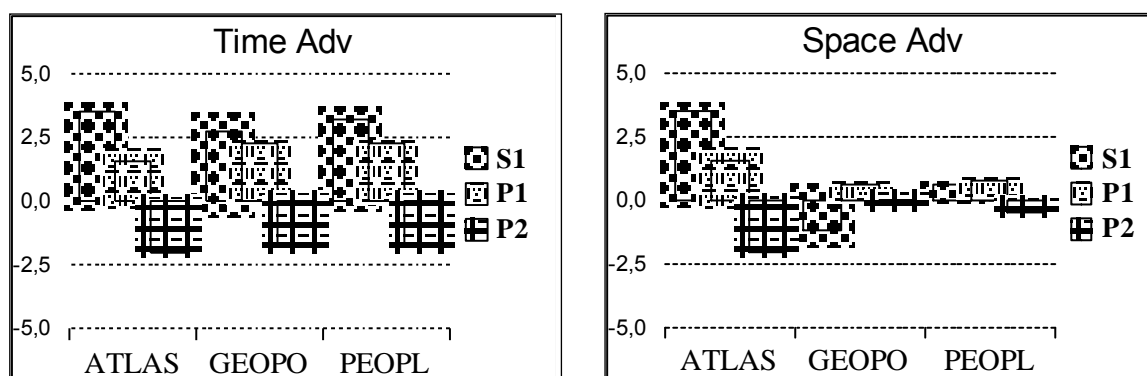 Time Adv
5,0
2,5
0,0
-2,5
-5,0
ATLAS GEOPO PEOPL
S1
P1
P2
Space Adv
5,0
2,5
0,0
-2,5
-5,0
ATLAS GEOPO PEOPL
S1
P1
P2